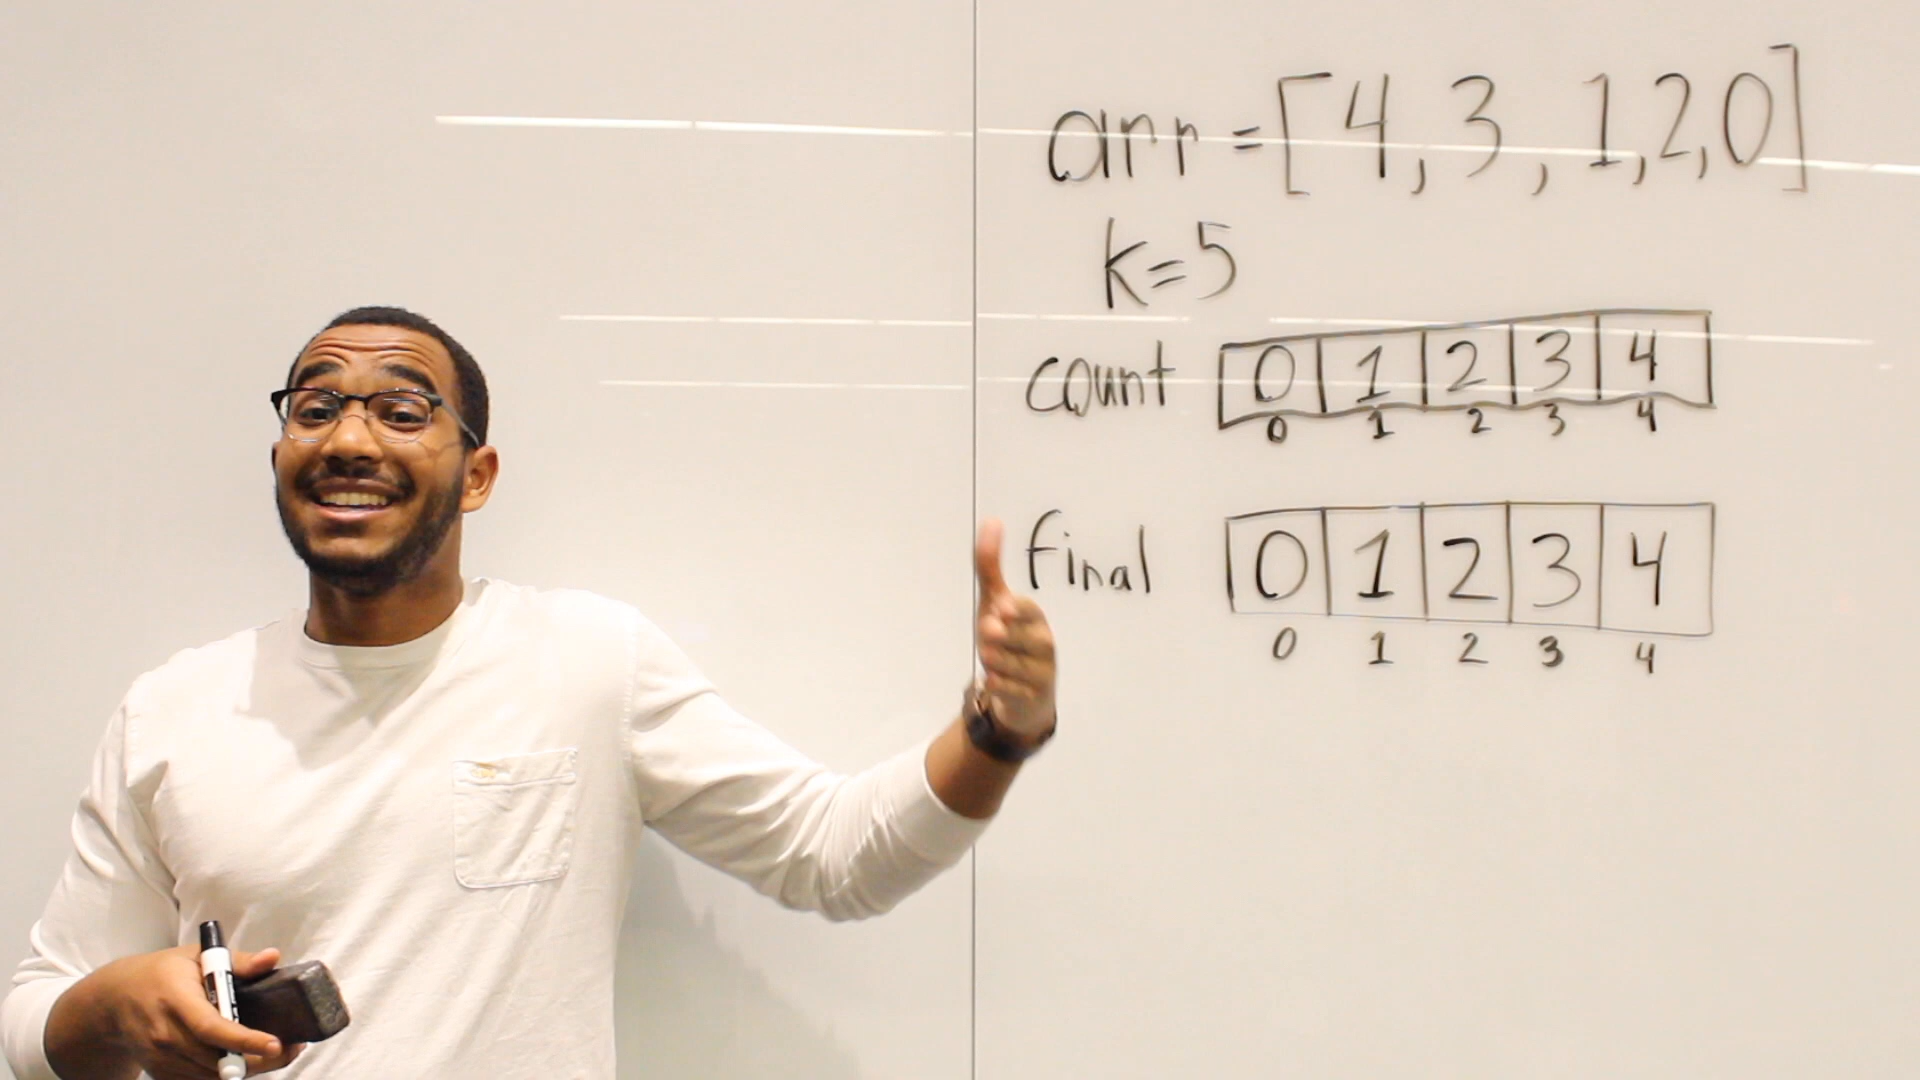 arr = [4, 3, 1, 2, 0]
k=5
count 0 1 2 3 4
0 1 2 3 4
final 0 1 2 3 4
0 1 2 3 4